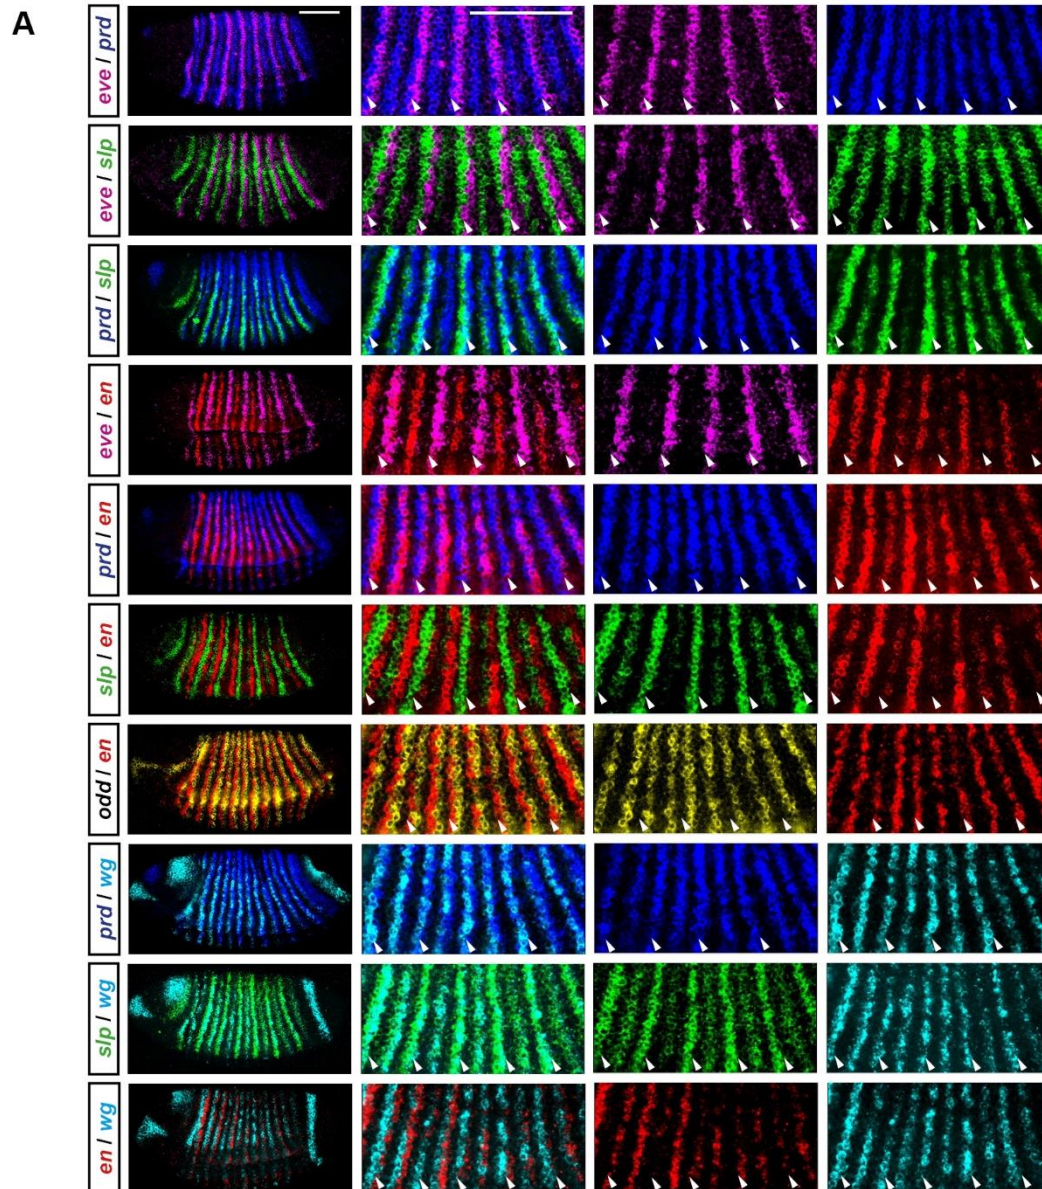 A
eve / prd
eve / slp
prd / slp
eve / en
prd / en
slp / en
odd / en
prd / wg
slp / wg
en / wg